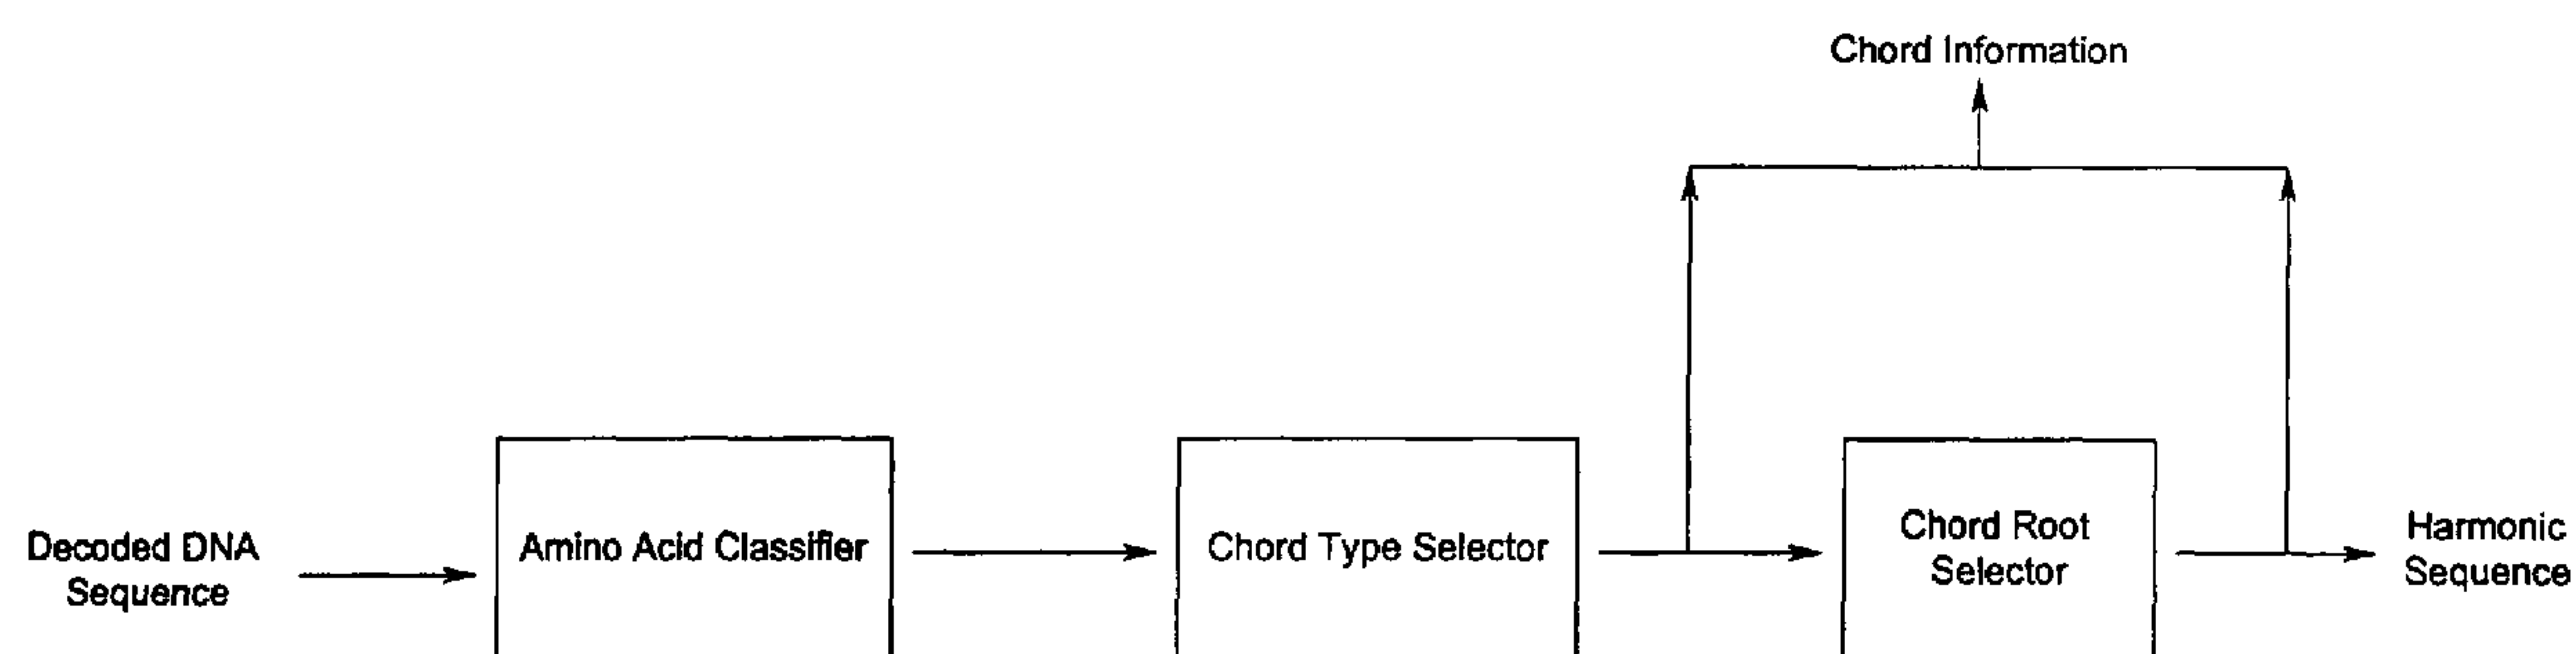 Chord Information
Decoded DNA
Sequence
Amino Acid Classifier
Chord Type Selector
Chord Root
Selector
Harmonic
Sequence